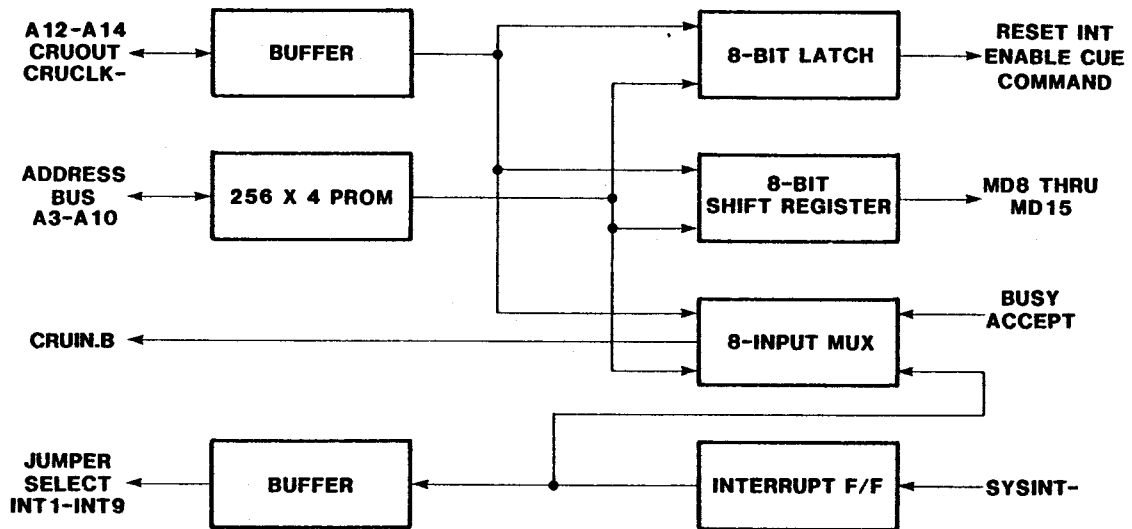 A12-A14
CRUOUT
CRUCLK-
BUFFER
8-BIT LATCH
RESET INT
ENABLE CUE
COMMAND
ADDRESS
BUS
A3-A10
256 X 4 PROM
8-BIT
SHIFT REGISTER
MD8 THRU
MD15
CRUIN.B
8-INPUT MUX
BUSY
ACCEPT
JUMPER
SELECT
INT1-INT9
BUFFER
INTERRUPT F/F
SYSINT-